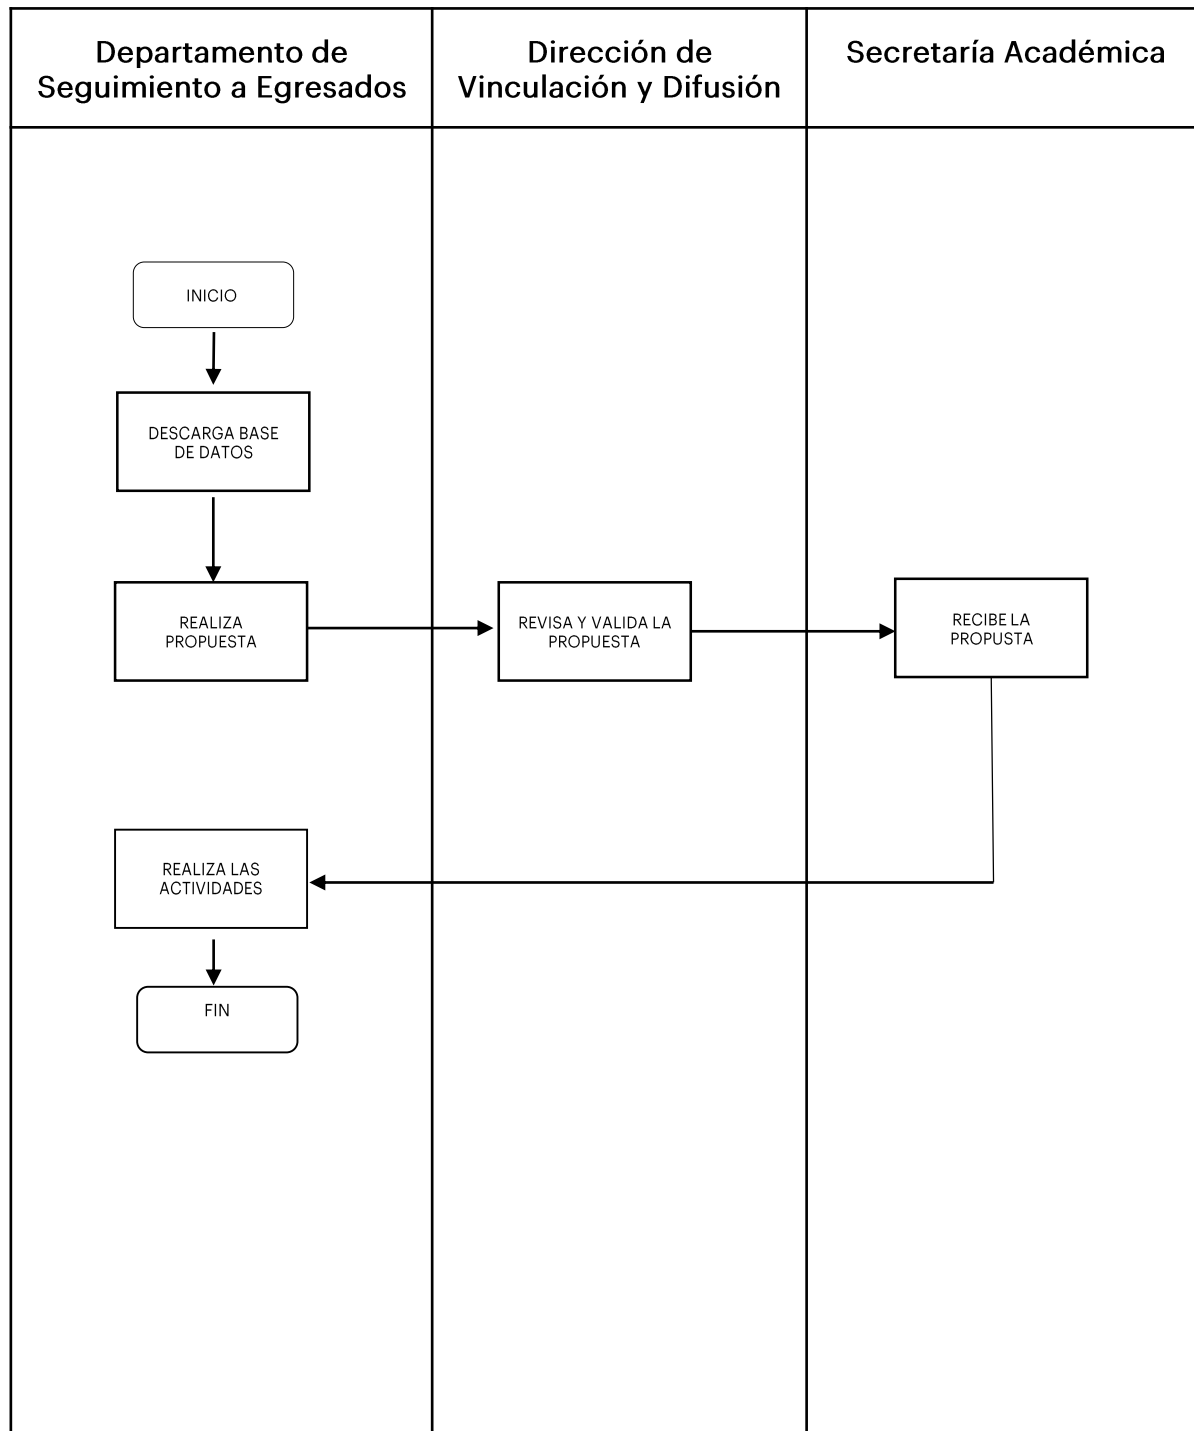 Departamento de
Seguimiento a Egresados
Dirección de
Vinculación y Difusión
Secretaría Académica
INICIO
DESCARGA BASE
DE DATOS
REALIZA
PROPUESTA
REVISA Y VALIDA LA
PROPUESTA
RECIBE LA
PROPUSTA
REALIZA LAS
ACTIVIDADES
FIN